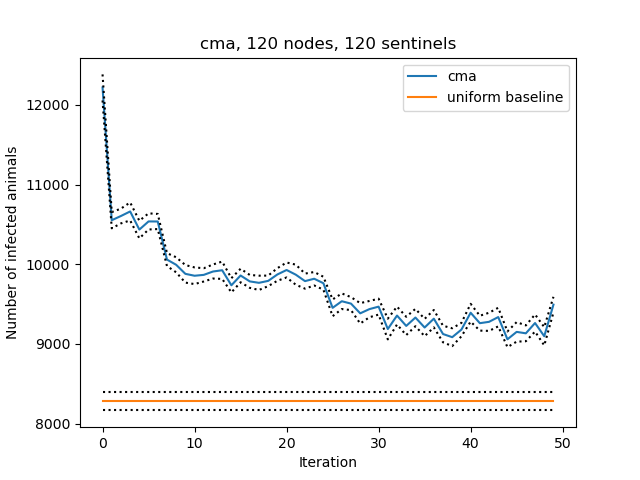 cma, 120 nodes, 120 sentinels
cma
uniform baseline
Number of infected animals
12000
11000
10000
9000
8000
0 10 20 30 40 50
Iteration